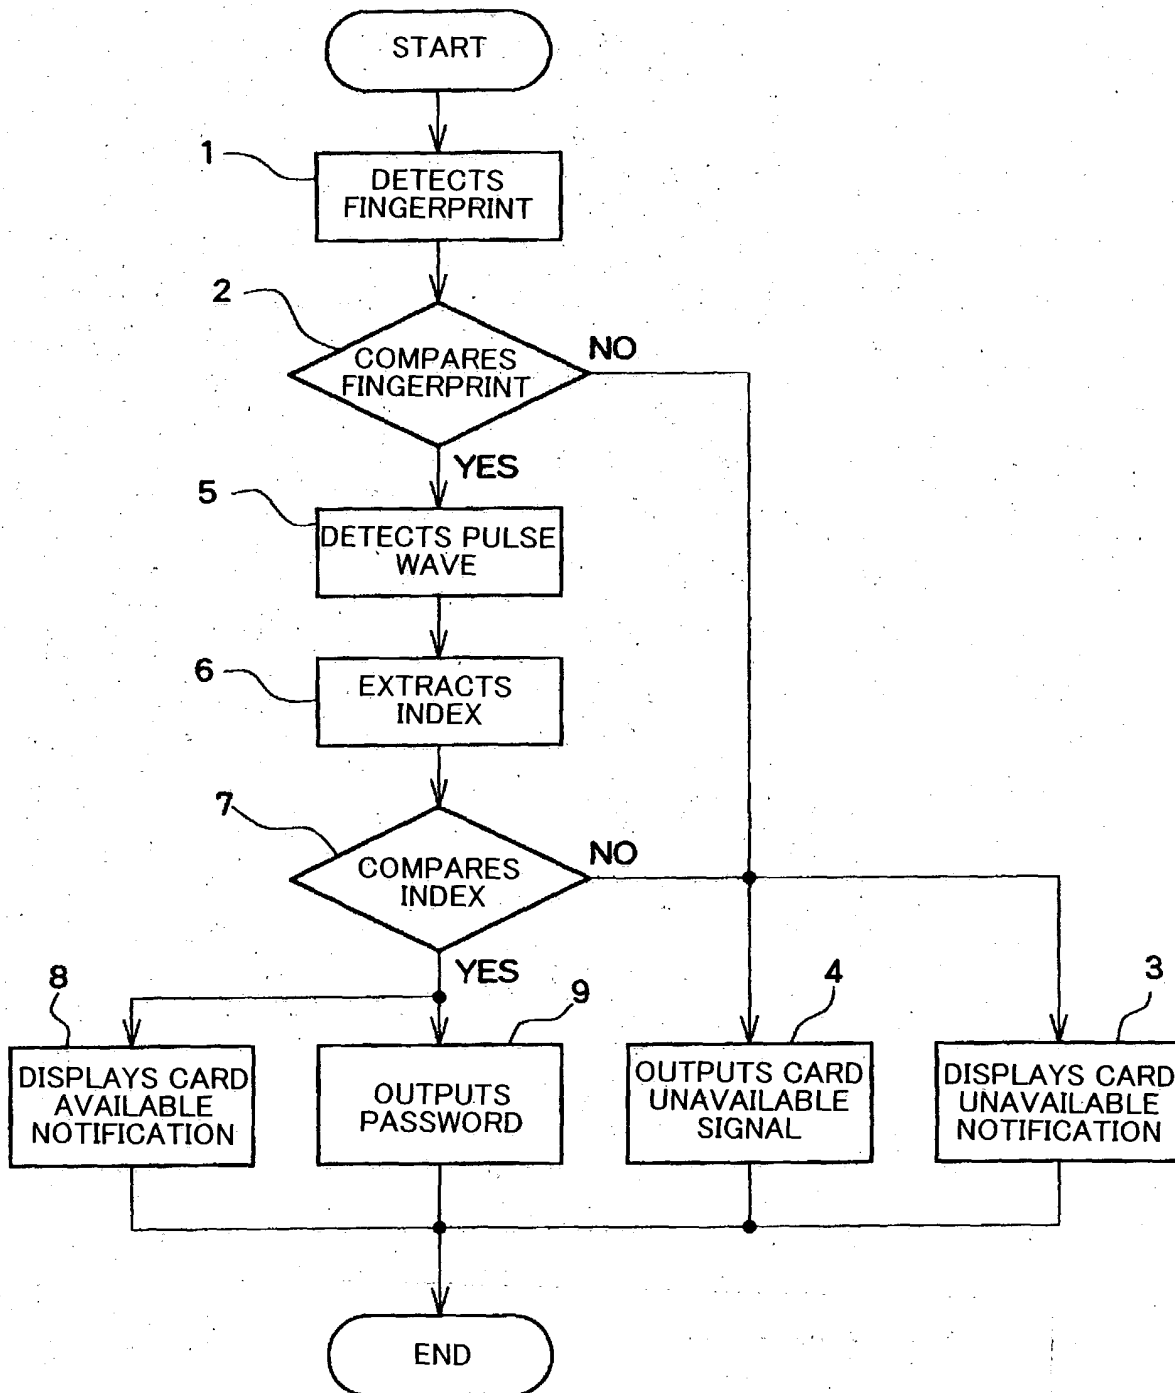 START
1
DETECTS
FINGERPRINT
2
COMPARES
FINGERPRINT
NO
YES
5
DETECTS PULSE
WAVE
6
EXTRACTS
INDEX
7
COMPARES
INDEX
NO
YES
8
DISPLAYS CARD
AVAILABLE
NOTIFICATION
9
OUTPUTS
PASSWORD
4
OUTPUTS CARD
UNAVAILABLE
SIGNAL
3
DISPLAYS CARD
UNAVAILABLE
NOTIFICATION
END